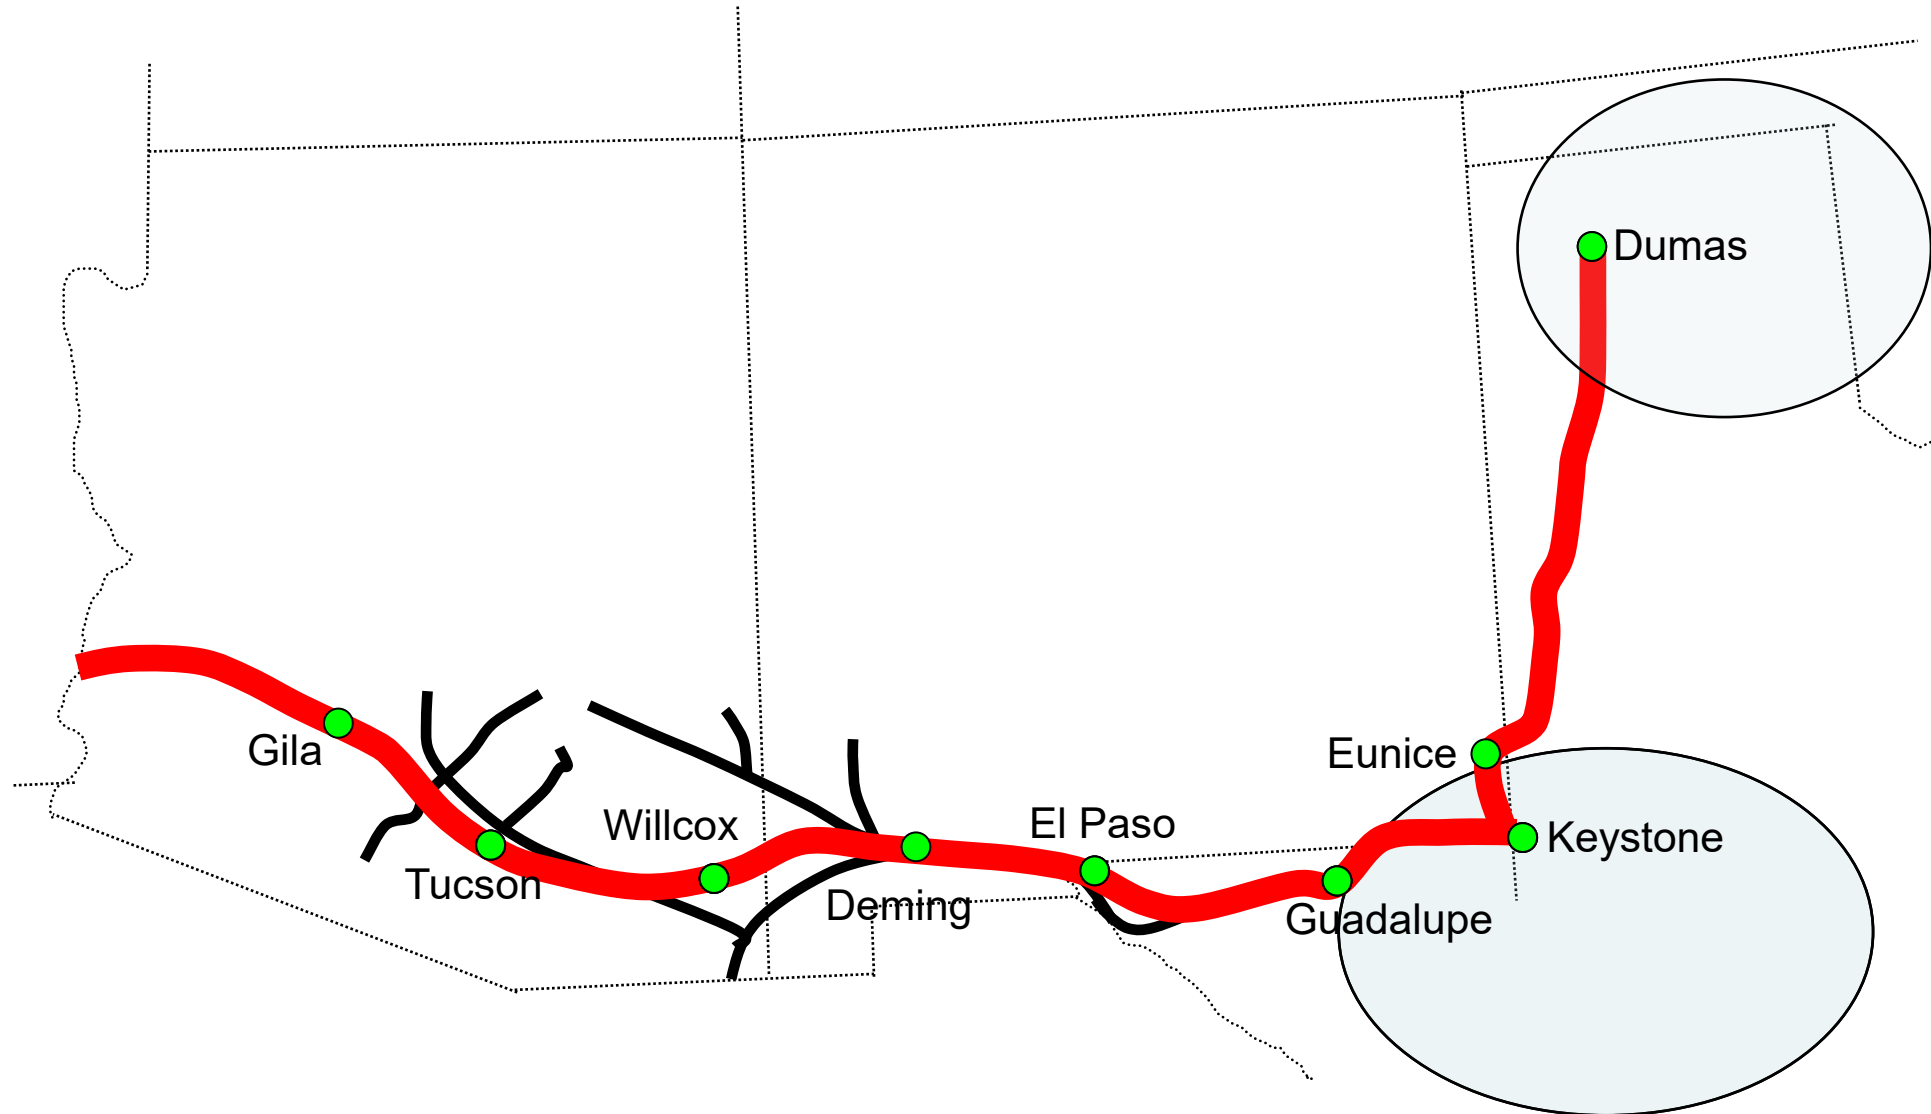 Dumas
Gila
Eunice
Willcox
El Paso
Keystone
Tucson
Deming
Guadalupe